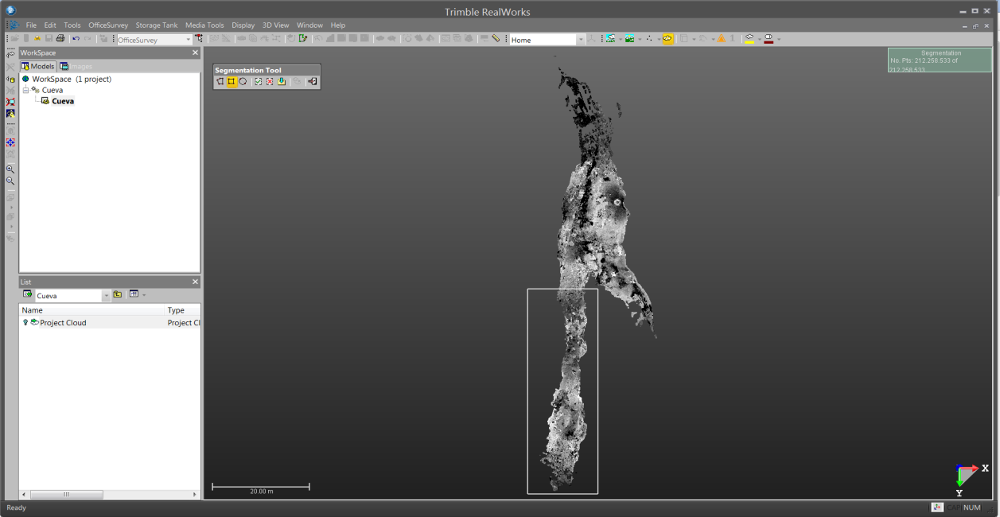 Trimble RealWorks
File Edit Tools OfficeSurvey Storage Tank Media Tools Display 3D View Window Help
OfficeSurvey Home
WorkSpace
Models Images
WorkSpace (1 project)
Cueva
Cueva
Segmentation Tool
Segmentation
No. Pts: 212.258.533 of
212.258.533
List
Cueva
Name Type
Project Cloud Project Cl
20.00 m
X
Y
Ready CAP NUM